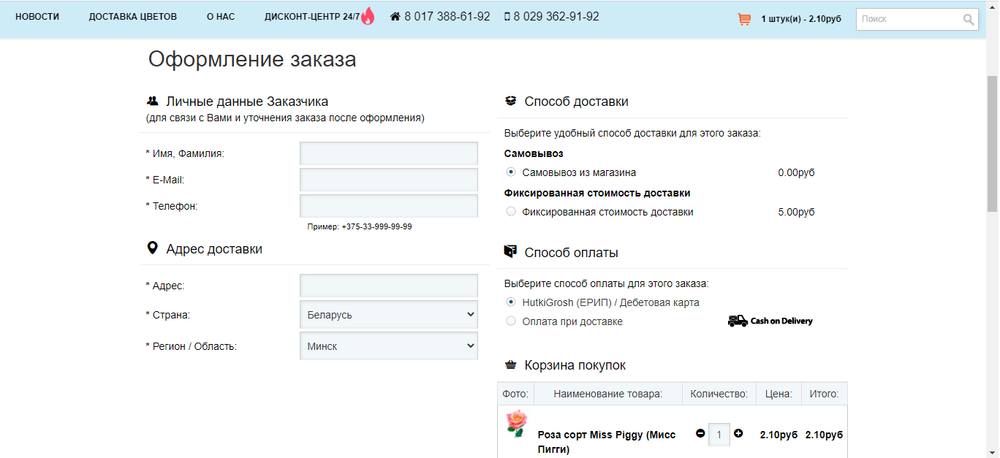 НОВОСТИ ДОСТАВКА ЦВЕТОВ О НАС ДИСКОНТ-ЦЕНТР 24/7 8 017 388-61-92 8 029 362-91-92 1 штук(и) - 2.10руб Поиск
Оформление заказа
Личные данные Заказчика
(для связи с Вами и уточнения заказа после оформления)
* Имя, Фамилия:
* E-Mail:
* Телефон:
Пример: +375-33-999-99-99
Адрес доставки
* Адрес:
* Страна: Беларусь
* Регион / Область: Минск
Способ доставки
Выберите удобный способ доставки для этого заказа:
Самовывоз
Самовывоз из магазина 0.00руб
Фиксированная стоимость доставки
Фиксированная стоимость доставки 5.00руб
Способ оплаты
Выберите способ оплаты для этого заказа:
HutkiGrosh (ЕРИП) / Дебетовая карта
Оплата при доставке Cash on Delivery
Корзина покупок
Фото: Наименование товара: Количество: Цена: Итого:
Роза сорт Miss Piggy (Мисс 1 2.10руб 2.10руб
Пигги)